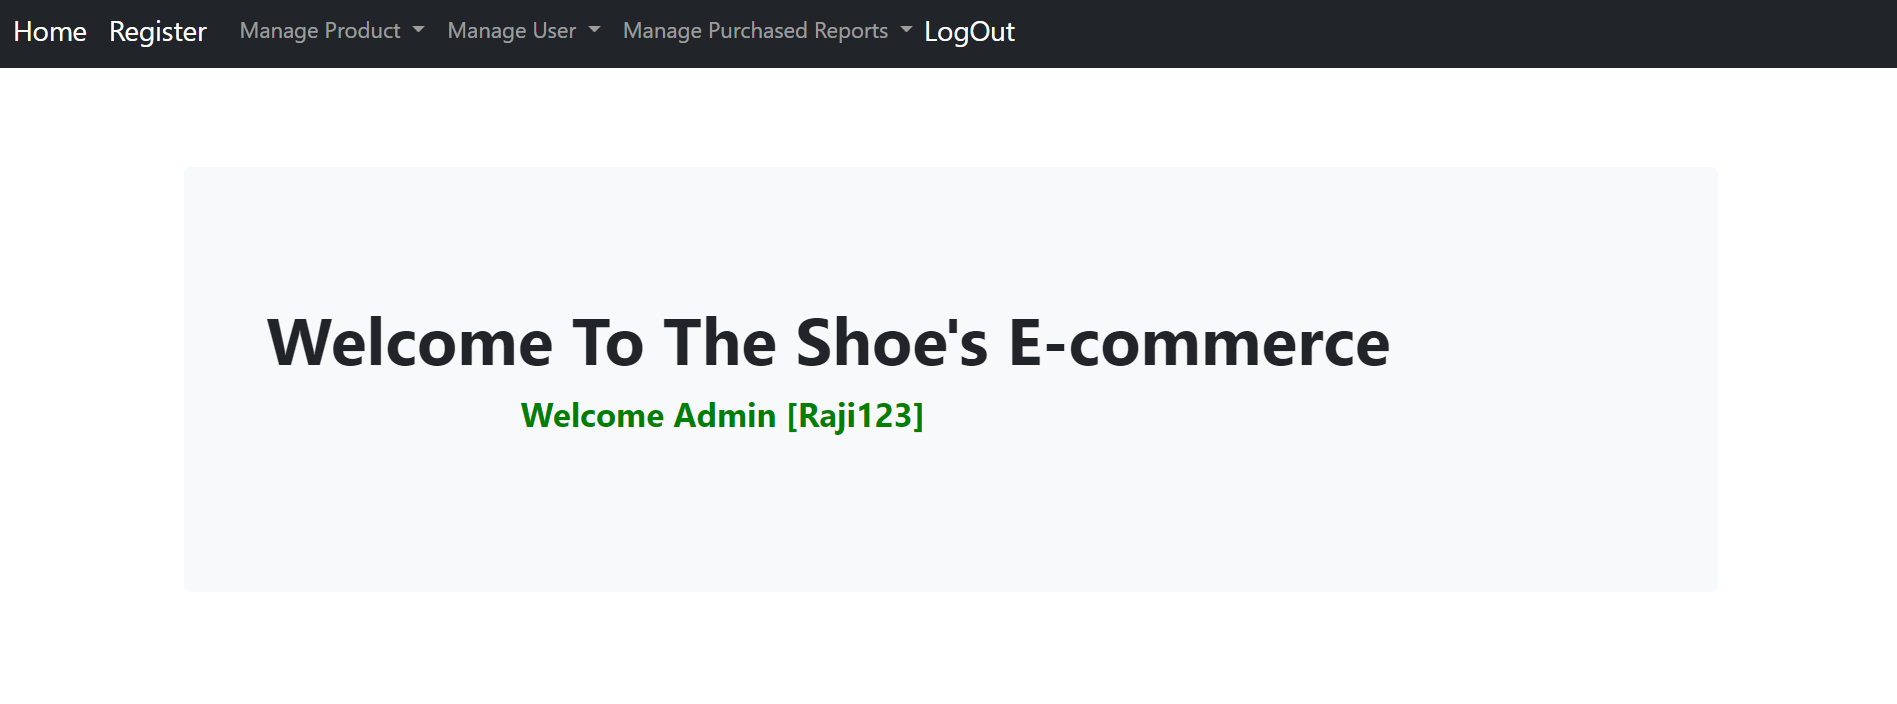 Home Register Manage Product Manage User Manage Purchased Reports LogOut
Welcome To The Shoe's E-commerce
Welcome Admin [Raji123]